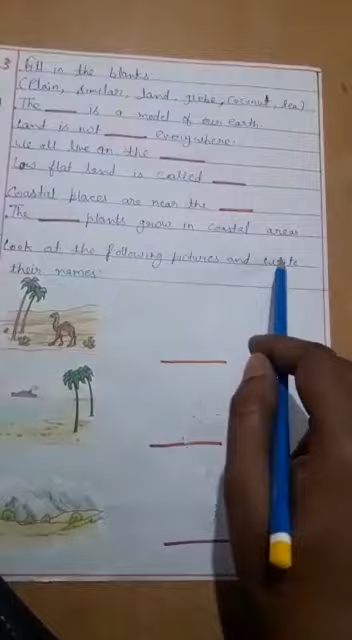 3 Fill in the blanks
(Plain, similar, land, globe, Coconut, Sea)
The ____ is a model of our earth.
Land is not ____ everywhere.
We all live on the ____
Low flat land is called ____
Coastal places are near the ____
The ____ plants grow in coastal areas
Look at the following pictures and write
their names.